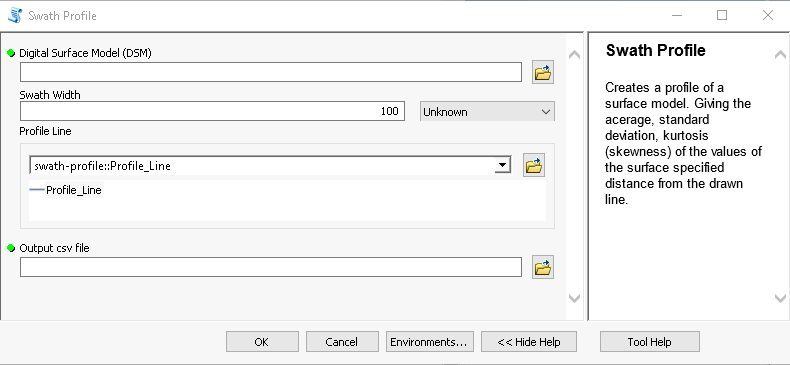 Swath Profile
Digital Surface Model (DSM)
Swath Width
100
Unknown
Profile Line
swath-profile::Profile_Line
Profile_Line
Output csv file
OK
Cancel
Environments...
<< Hide Help
Tool Help
Swath Profile
Creates a profile of a
surface model. Giving the
acerage, standard
deviation, kurtosis
(skewness) of the values of
the surface specified
distance from the drawn
line.